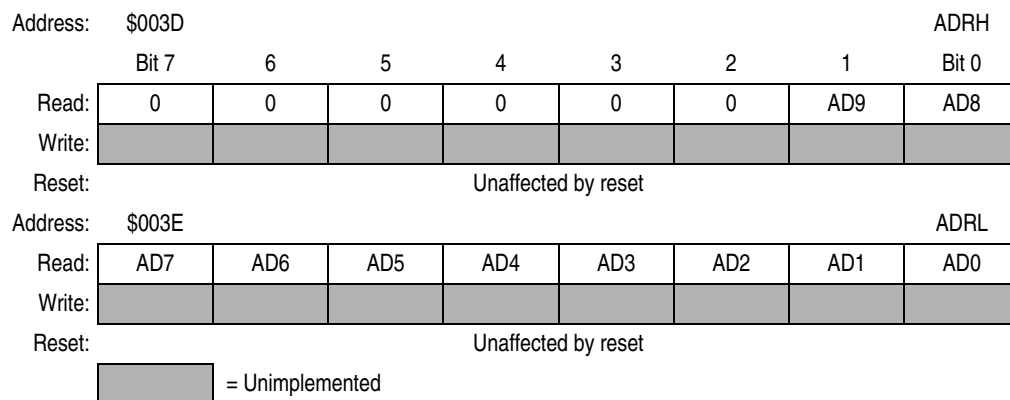 Address: $003D ADRH
Bit 7 6 5 4 3 2 1 Bit 0
Read: 0 0 0 0 0 0 AD9 AD8
Write:
Reset: Unaffected by reset
Address: $003E ADRL
Read: AD7 AD6 AD5 AD4 AD3 AD2 AD1 AD0
Write:
Reset: Unaffected by reset
= Unimplemented